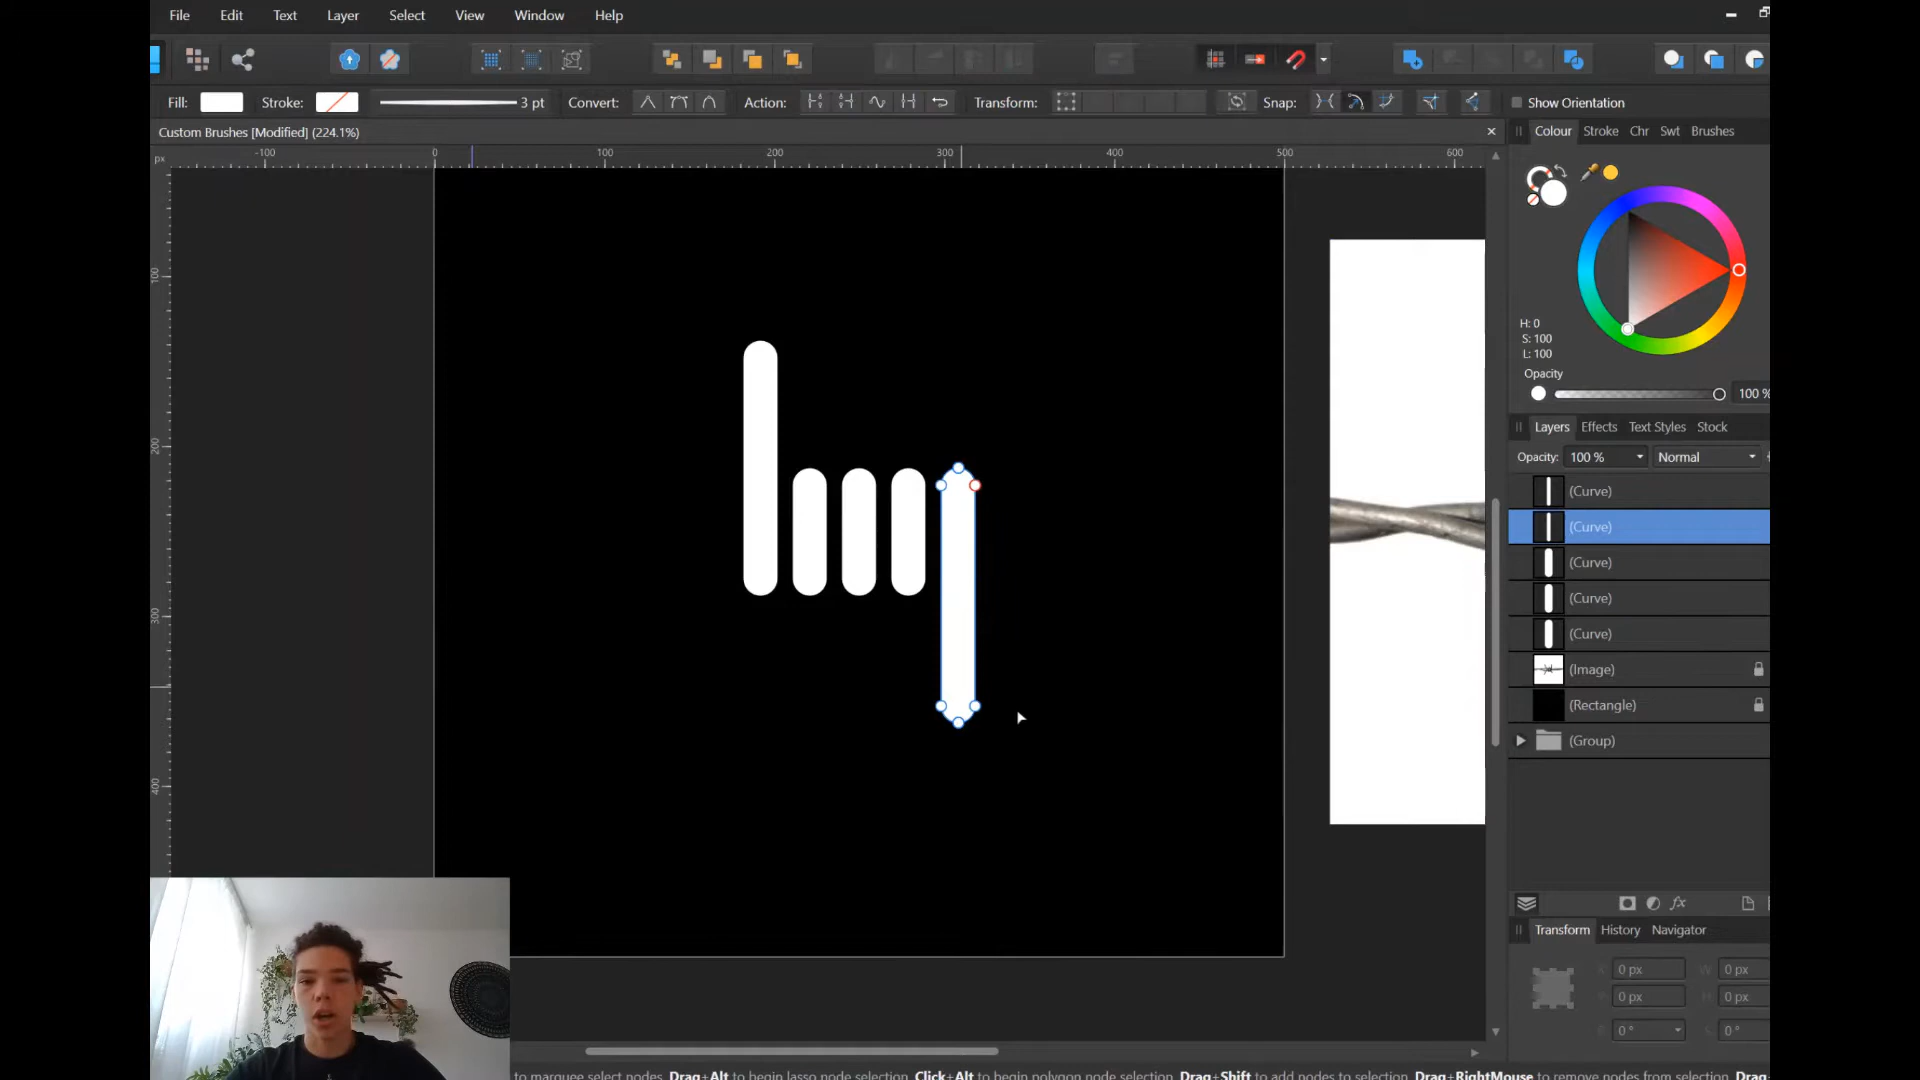 File Edit Text Layer Select View Window Help
Fill: Stroke: 3 pt Convert: Action: Transform: Snap: Show Orientation
Custom Brushes [Modified] (224.1%)
Colour Stroke Chr Swt Brushes
px -100 0 100 200 300 400 500 600
100
200
300
400
H: 0
S: 100
L: 100
Opacity
100 %
Layers Effects Text Styles Stock
Opacity: 100 % Normal
(Curve)
(Curve)
(Curve)
(Curve)
(Curve)
(Image)
(Rectangle)
(Group)
Transform History Navigator
0 px 0 px
0 px 0 px
0 ° 0 °
to marquee select nodes. Drag+Alt to begin lasso node selection. Click+Alt to begin polygon node selection. Drag+Shift to add nodes to selection. Drag+RightMouse to remove nodes from selection. Drag+